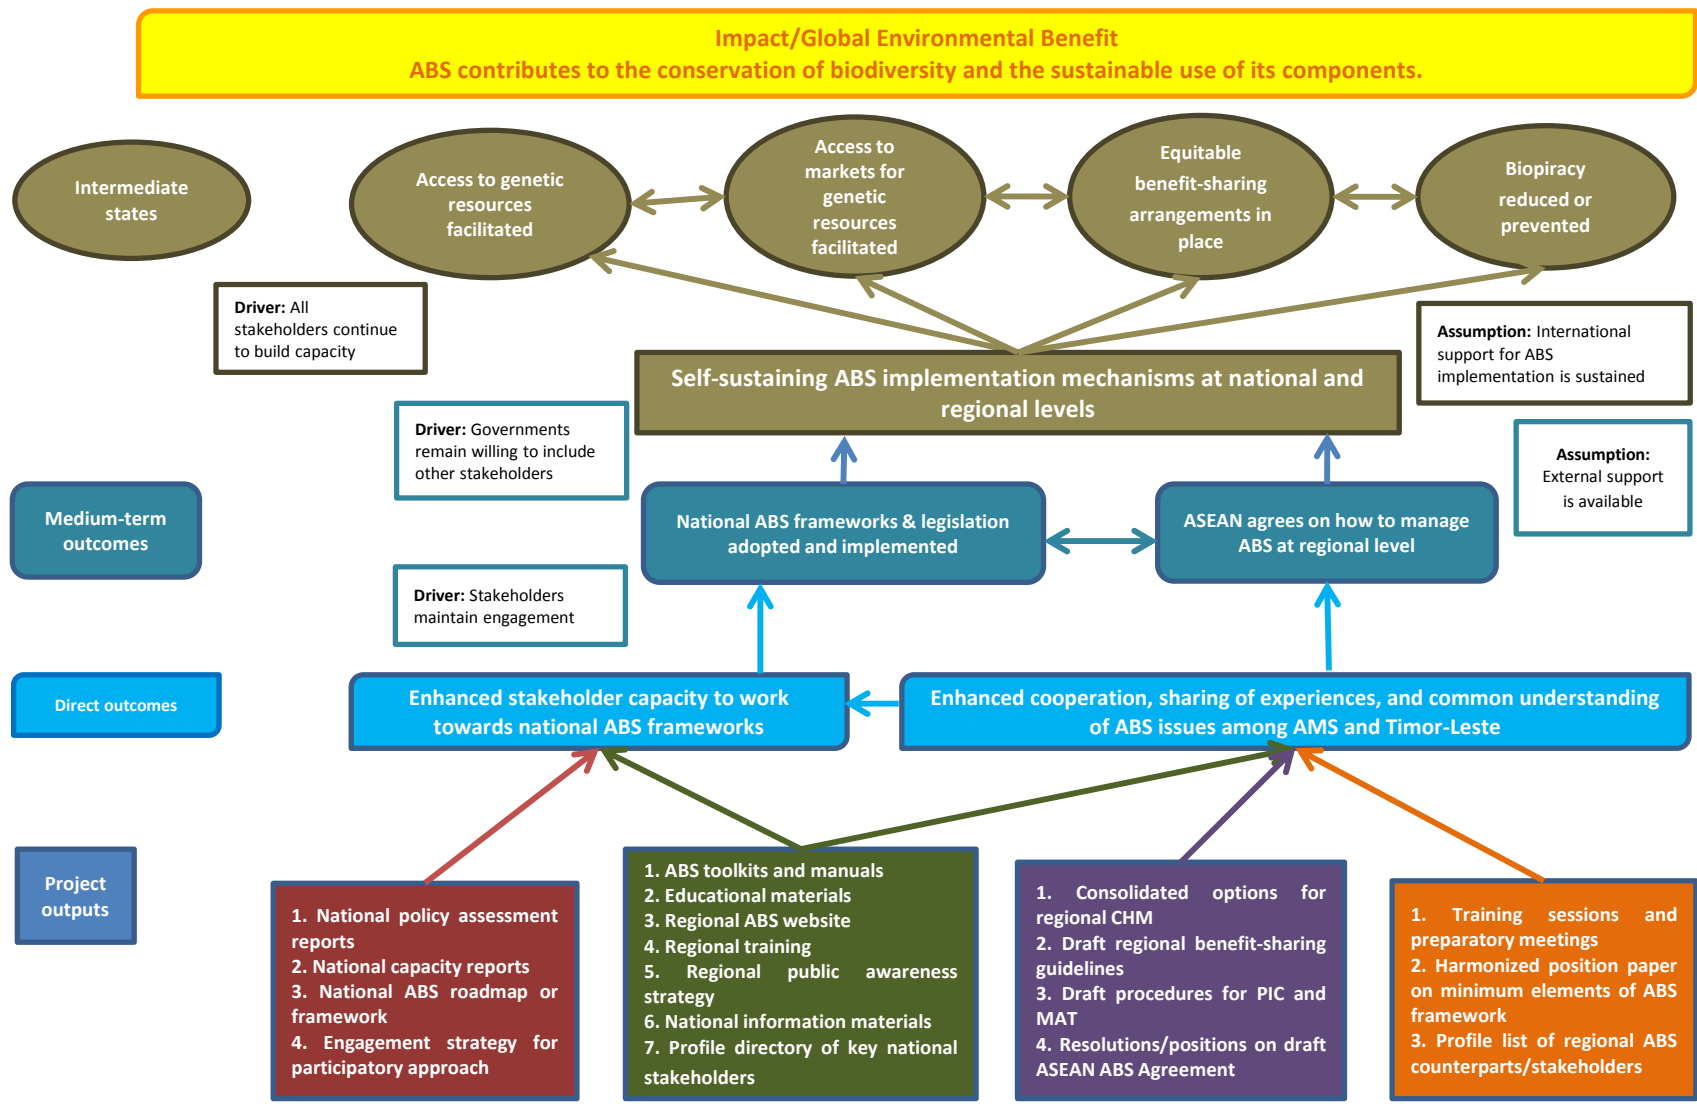 Impact/Global Environmental Benefit
ABS contributes to the conservation of biodiversity and the sustainable use of its components.
Intermediate
states
Access to genetic
resources
facilitated
Access to
markets for
genetic
resources
facilitated
Equitable
benefit-sharing
arrangements in
place
Biopiracy
reduced or
prevented
Driver: All
stakeholders continue
to build capacity
Assumption: International
support for ABS
implementation is sustained
Self-sustaining ABS implementation mechanisms at national and
regional levels
Driver: Governments
remain willing to include
other stakeholders
Assumption:
External support
is available
Medium-term
outcomes
National ABS frameworks & legislation
adopted and implemented
ASEAN agrees on how to manage
ABS at regional level
Driver: Stakeholders
maintain engagement
Direct outcomes
Enhanced stakeholder capacity to work
towards national ABS frameworks
Enhanced cooperation, sharing of experiences, and common understanding
of ABS issues among AMS and Timor-Leste
Project
outputs
1. National policy assessment
reports
2. National capacity reports
3. National ABS roadmap or
framework
4. Engagement strategy for
participatory approach
1. ABS toolkits and manuals
2. Educational materials
3. Regional ABS website
4. Regional training
5. Regional public awareness
strategy
6. National information materials
7. Profile directory of key national
stakeholders
1. Consolidated options for
regional CHM
2. Draft regional benefit-sharing
guidelines
3. Draft procedures for PIC and
MAT
4. Resolutions/positions on draft
ASEAN ABS Agreement
1. Training sessions and
preparatory meetings
2. Harmonized position paper
on minimum elements of ABS
framework
3. Profile list of regional ABS
counterparts/stakeholders